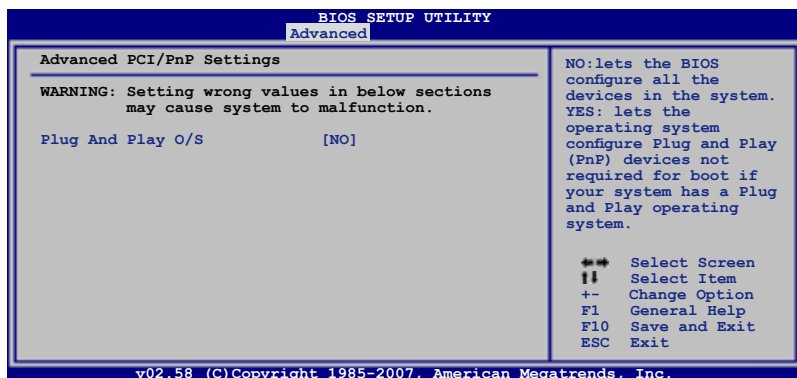 BIOS SETUP UTILITY
Advanced
Advanced PCI/PnP Settings
WARNING: Setting wrong values in below sections
may cause system to malfunction.
Plug And Play O/S [NO]
NO:lets the BIOS
configure all the
devices in the system.
YES: lets the
operating system
configure Plug and Play
(PnP) devices not
required for boot if
your system has a Plug
and Play operating
system.
←→ Select Screen
↑↓ Select Item
+- Change Option
F1 General Help
F10 Save and Exit
ESC Exit
v02.58 (C)Copyright 1985-2007, American Megatrends, Inc.